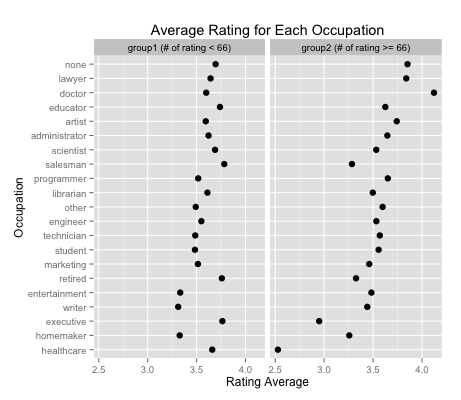 Average Rating for Each Occupation
group1 (# of rating < 66) group2 (# of rating >= 66)
Occupation
none
lawyer
doctor
educator
artist
administrator
scientist
salesman
programmer
librarian
other
engineer
technician
student
marketing
retired
entertainment
writer
executive
homemaker
healthcare
2.5 3.0 3.5 4.0 2.5 3.0 3.5 4.0
Rating Average